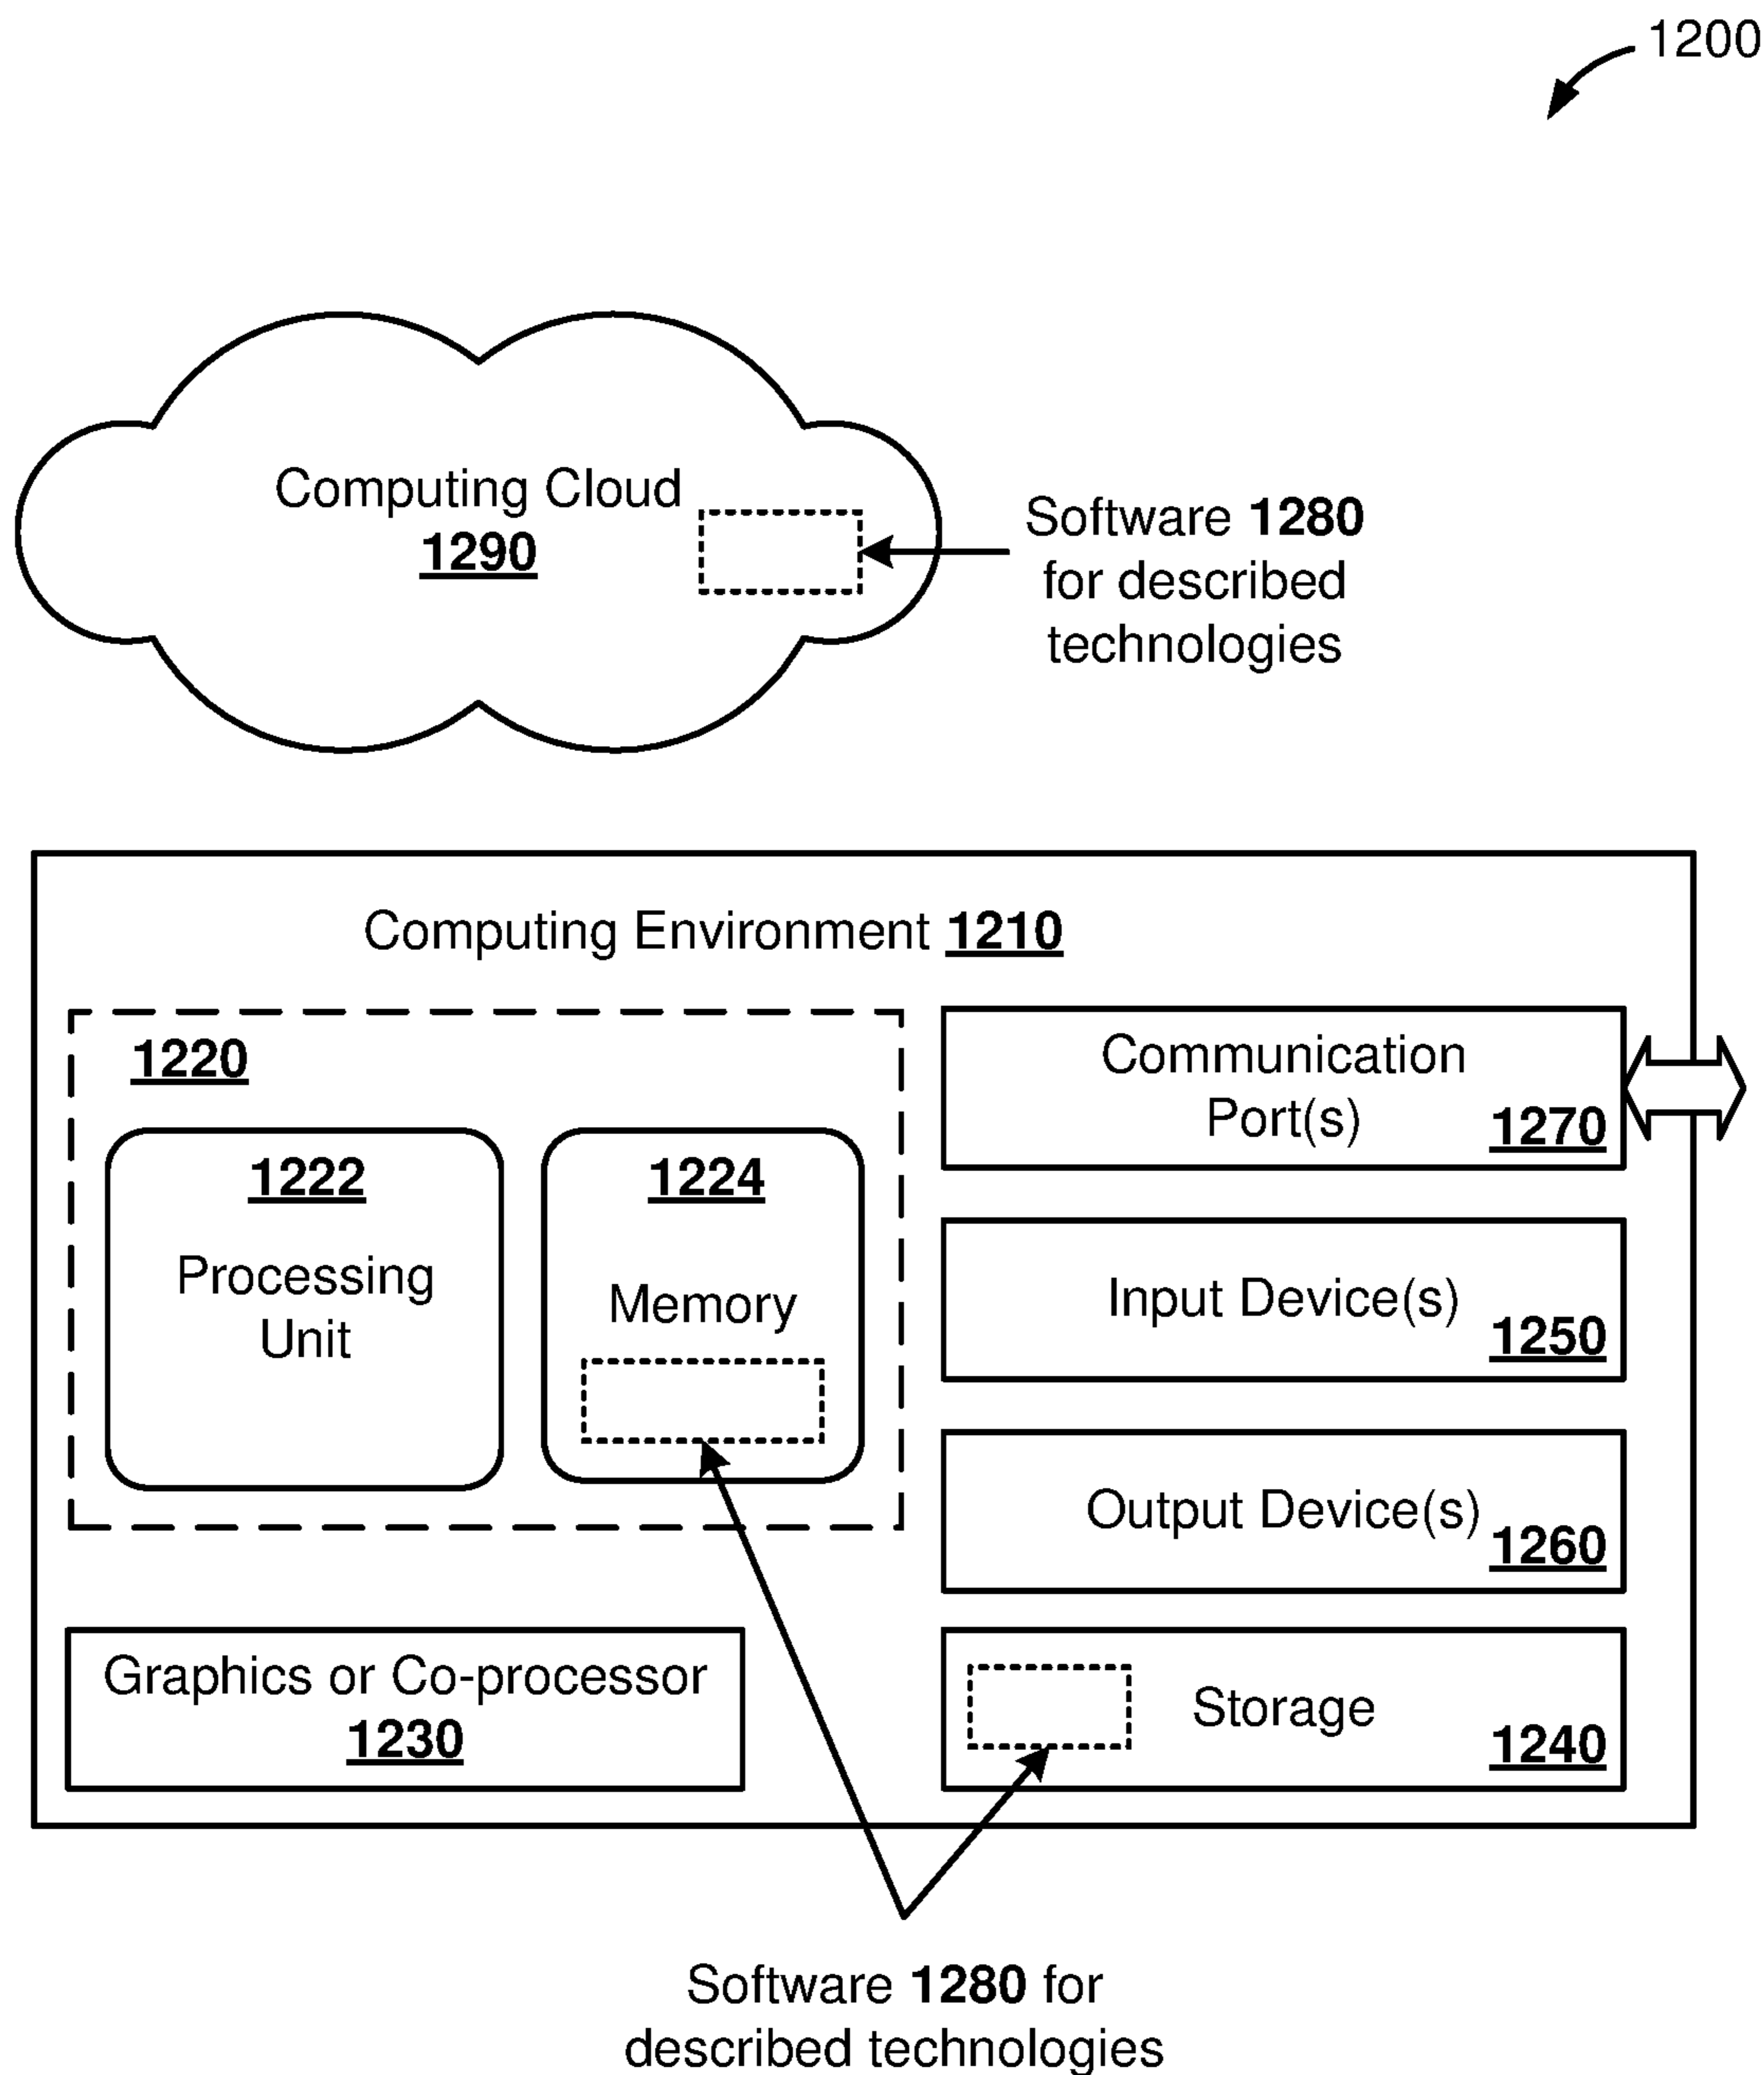 1200
Computing Cloud
1290
Software 1280
for described
technologies
Computing Environment 1210
1220
1222
Processing
Unit
1224
Memory
Communication
Port(s)
1270
Input Device(s)
1250
Output Device(s)
1260
Graphics or Co-processor
1230
Storage
1240
Software 1280 for
described technologies